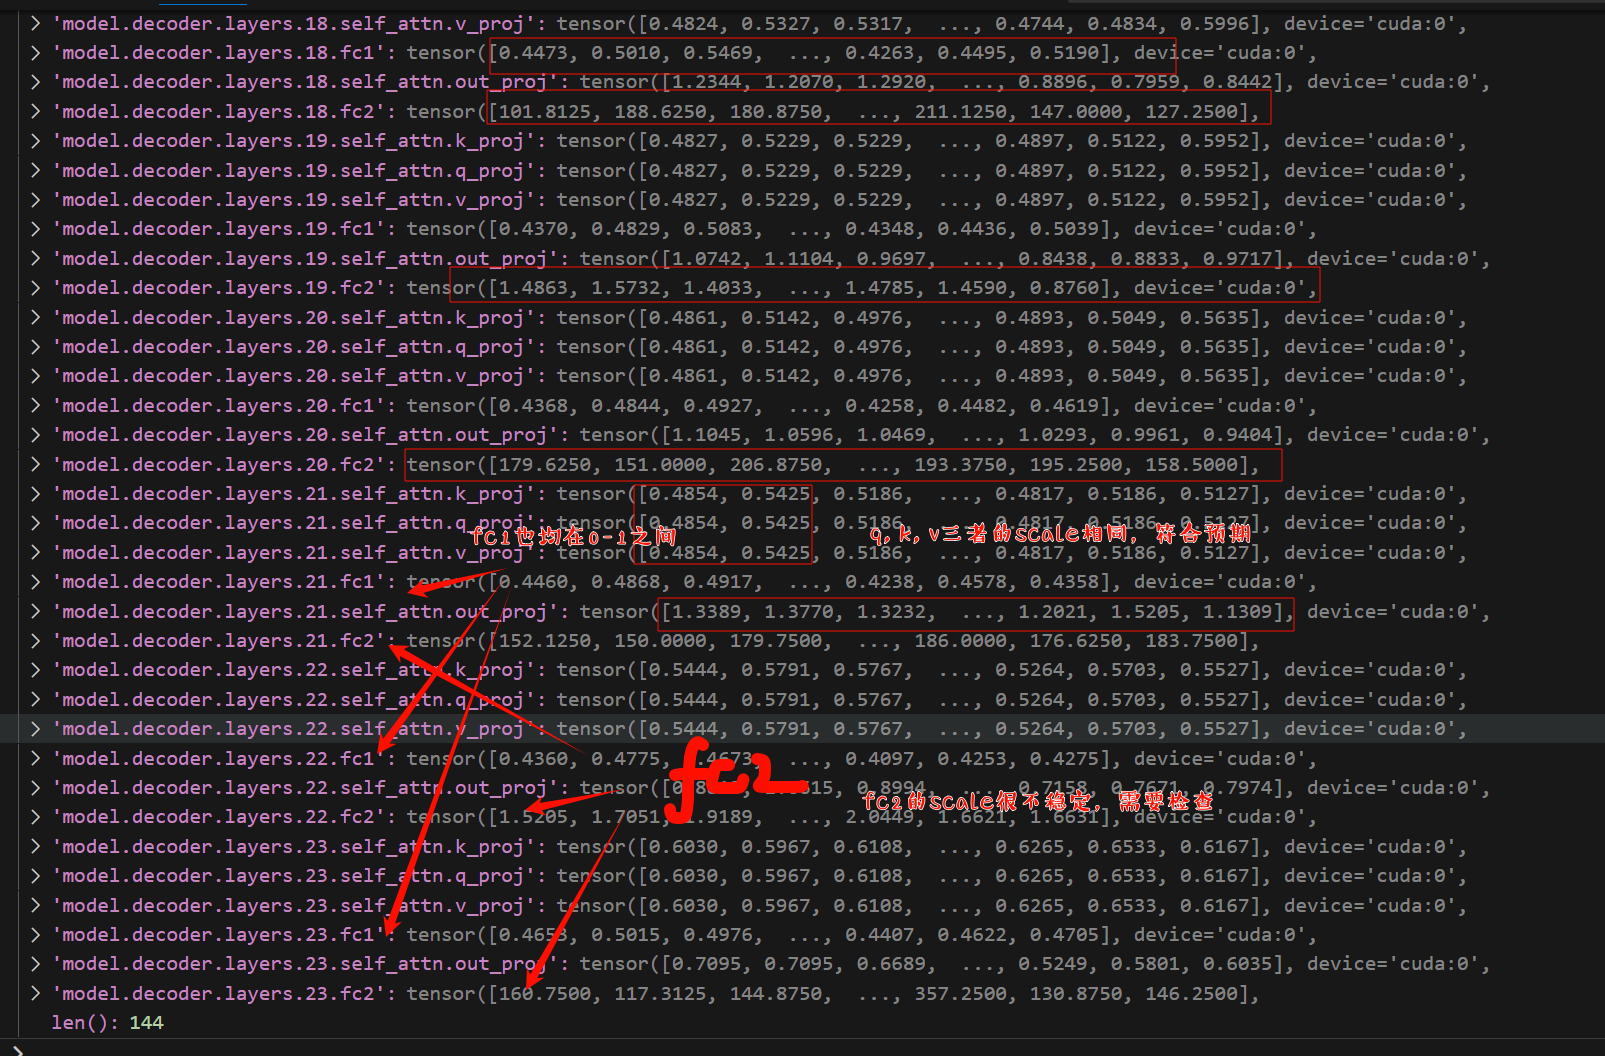 'model.decoder.layers.18.self_attn.v_proj': tensor([0.4824, 0.5327, 0.5317,  ..., 0.4744, 0.4834, 0.5996], device='cuda:0',
'model.decoder.layers.18.fc1': tensor([0.4473, 0.5010, 0.5469,  ..., 0.4263, 0.4495, 0.5190], device='cuda:0',
'model.decoder.layers.18.self_attn.out_proj': tensor([1.2344, 1.2070, 1.2920,  ..., 0.8896, 0.7959, 0.8442], device='cuda:0',
'model.decoder.layers.18.fc2': tensor([101.8125, 188.6250, 180.8750,  ..., 211.1250, 147.0000, 127.2500],
'model.decoder.layers.19.self_attn.k_proj': tensor([0.4827, 0.5229, 0.5229,  ..., 0.4897, 0.5122, 0.5952], device='cuda:0',
'model.decoder.layers.19.self_attn.q_proj': tensor([0.4827, 0.5229, 0.5229,  ..., 0.4897, 0.5122, 0.5952], device='cuda:0',
'model.decoder.layers.19.self_attn.v_proj': tensor([0.4827, 0.5229, 0.5229,  ..., 0.4897, 0.5122, 0.5952], device='cuda:0',
'model.decoder.layers.19.fc1': tensor([0.4370, 0.4829, 0.5083,  ..., 0.4348, 0.4436, 0.5039], device='cuda:0',
'model.decoder.layers.19.self_attn.out_proj': tensor([1.0742, 1.1104, 0.9697,  ..., 0.8438, 0.8833, 0.9717], device='cuda:0',
'model.decoder.layers.19.fc2': tensor([1.4863, 1.5732, 1.4033,  ..., 1.4785, 1.4590, 0.8760], device='cuda:0',
'model.decoder.layers.20.self_attn.k_proj': tensor([0.4861, 0.5142, 0.4976,  ..., 0.4893, 0.5049, 0.5635], device='cuda:0',
'model.decoder.layers.20.self_attn.q_proj': tensor([0.4861, 0.5142, 0.4976,  ..., 0.4893, 0.5049, 0.5635], device='cuda:0',
'model.decoder.layers.20.self_attn.v_proj': tensor([0.4861, 0.5142, 0.4976,  ..., 0.4893, 0.5049, 0.5635], device='cuda:0',
'model.decoder.layers.20.fc1': tensor([0.4368, 0.4844, 0.4927,  ..., 0.4258, 0.4482, 0.4619], device='cuda:0',
'model.decoder.layers.20.self_attn.out_proj': tensor([1.1045, 1.0596, 1.0469,  ..., 1.0293, 0.9961, 0.9404], device='cuda:0',
'model.decoder.layers.20.fc2': tensor([179.6250, 151.0000, 206.8750,  ..., 193.3750, 195.2500, 158.5000],
'model.decoder.layers.21.self_attn.k_proj': tensor([0.4854, 0.5425, 0.5186,  ..., 0.4817, 0.5186, 0.5127], device='cuda:0',
'model.decoder.layers.21.self_attn.q_proj': tensor([0.4854, 0.5425, 0.5186,  ..., 0.4817, 0.5186, 0.5127], device='cuda:0',
fc1也均在0-1之间
q,k,v三者的scale相同，符合预期
'model.decoder.layers.21.self_attn.v_proj': tensor([0.4854, 0.5425, 0.5186,  ..., 0.4817, 0.5186, 0.5127], device='cuda:0',
'model.decoder.layers.21.fc1': tensor([0.4460, 0.4868, 0.4917,  ..., 0.4238, 0.4578, 0.4358], device='cuda:0',
'model.decoder.layers.21.self_attn.out_proj': tensor([1.3389, 1.3770, 1.3232,  ..., 1.2021, 1.5205, 1.1309], device='cuda:0',
'model.decoder.layers.21.fc2': tensor([152.1250, 150.0000, 179.7500,  ..., 186.0000, 176.6250, 183.7500],
'model.decoder.layers.22.self_attn.k_proj': tensor([0.5444, 0.5791, 0.5767,  ..., 0.5264, 0.5703, 0.5527], device='cuda:0',
'model.decoder.layers.22.self_attn.q_proj': tensor([0.5444, 0.5791, 0.5767,  ..., 0.5264, 0.5703, 0.5527], device='cuda:0',
'model.decoder.layers.22.self_attn.v_proj': tensor([0.5444, 0.5791, 0.5767,  ..., 0.5264, 0.5703, 0.5527], device='cuda:0',
'model.decoder.layers.22.fc1': tensor([0.4360, 0.4775, 0.4673,  ..., 0.4097, 0.4253, 0.4275], device='cuda:0',
fc2
'model.decoder.layers.22.self_attn.out_proj': tensor([ 0.8994,  ..., 0.7158, 0.7671, 0.7974], device='cuda:0',
fc2的scale很不稳定，需要检查
'model.decoder.layers.22.fc2': tensor([1.5205, 1.7051, 1.9189,  ..., 2.0449, 1.6621, 1.6631], device='cuda:0',
'model.decoder.layers.23.self_attn.k_proj': tensor([0.6030, 0.5967, 0.6108,  ..., 0.6265, 0.6533, 0.6167], device='cuda:0',
'model.decoder.layers.23.self_attn.q_proj': tensor([0.6030, 0.5967, 0.6108,  ..., 0.6265, 0.6533, 0.6167], device='cuda:0',
'model.decoder.layers.23.self_attn.v_proj': tensor([0.6030, 0.5967, 0.6108,  ..., 0.6265, 0.6533, 0.6167], device='cuda:0',
'model.decoder.layers.23.fc1': tensor([0.4653, 0.5015, 0.4976,  ..., 0.4407, 0.4622, 0.4705], device='cuda:0',
'model.decoder.layers.23.self_attn.out_proj': tensor([0.7095, 0.7095, 0.6689,  ..., 0.5249, 0.5801, 0.6035], device='cuda:0',
'model.decoder.layers.23.fc2': tensor([160.7500, 117.3125, 144.8750,  ..., 357.2500, 130.8750, 146.2500],
len(): 144